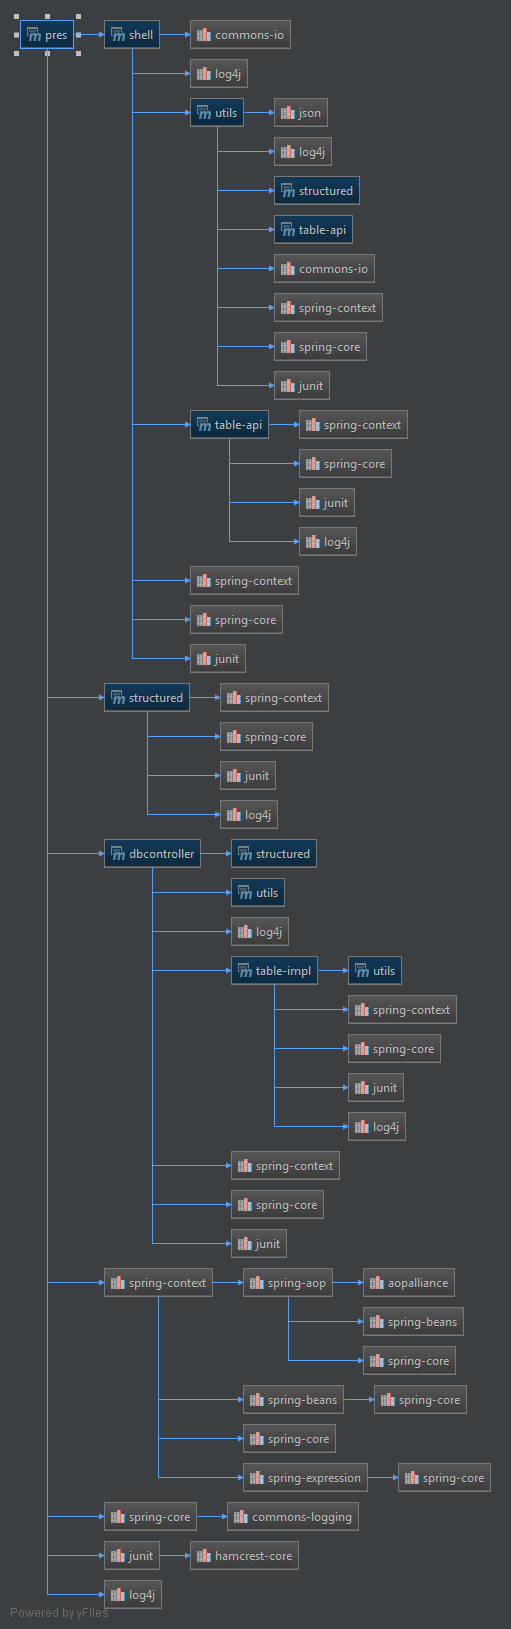 pres shell commons-io
log4j
utils json
log4j
structured
table-api
commons-io
spring-context
spring-core
junit
table-api spring-context
spring-core
junit
log4j
spring-context
spring-core
junit
structured spring-context
spring-core
junit
log4j
dbcontroller structured
utils
log4j
table-impl utils
spring-context
spring-core
junit
log4j
spring-context
spring-core
junit
spring-context spring-aop aopalliance
spring-beans
spring-core
spring-beans spring-core
spring-core
spring-expression spring-core
spring-core commons-logging
junit hamcrest-core
log4j
Powered by yFiles